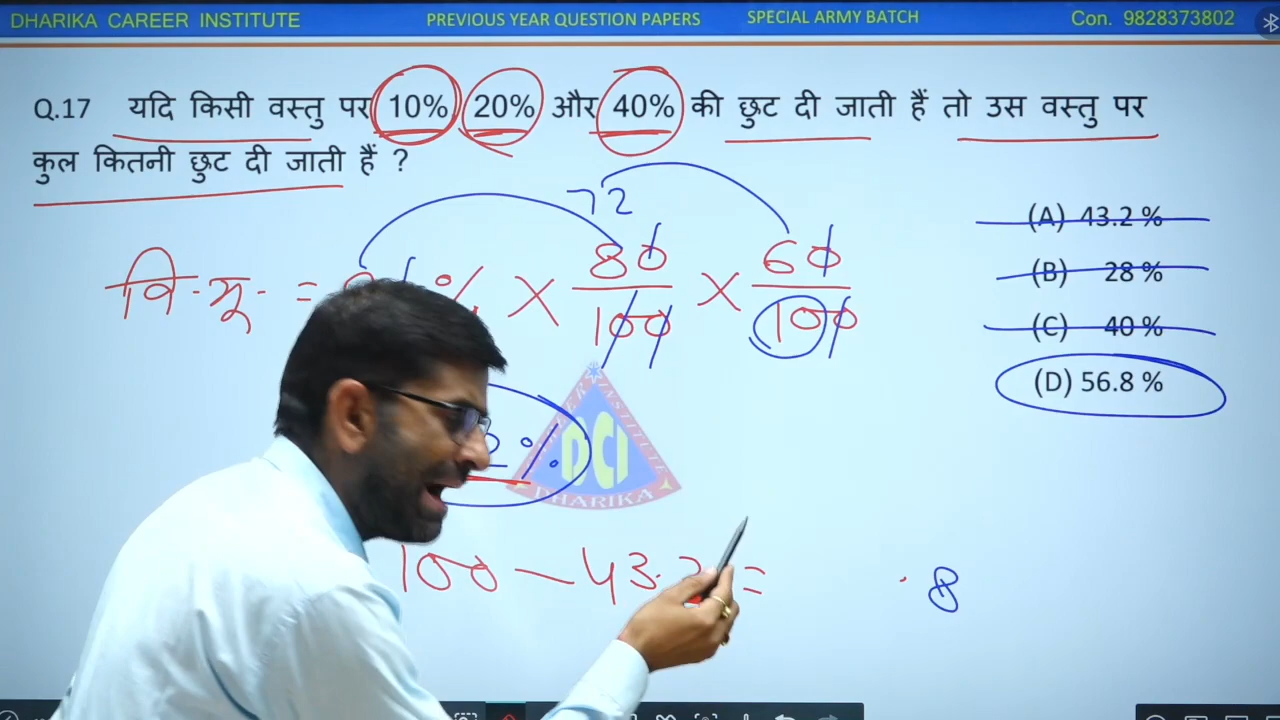 DHARIKA CAREER INSTITUTE PREVIOUS YEAR QUESTION PAPERS SPECIAL ARMY BATCH Con. 9828373802
Q.17 यदि किसी वस्तु पर 10% 20% और 40% की छुट दी जाती हैं तो उस वस्तु पर
कुल कितनी छुट दी जाती हैं ?
72
(A) 43.2 %
(B) 28 %
(C) 40 %
(D) 56.8 %
वि.मू. = % × 80/100 × 60/100
%
DCI
DHARIKA
100 - 43. =
.8